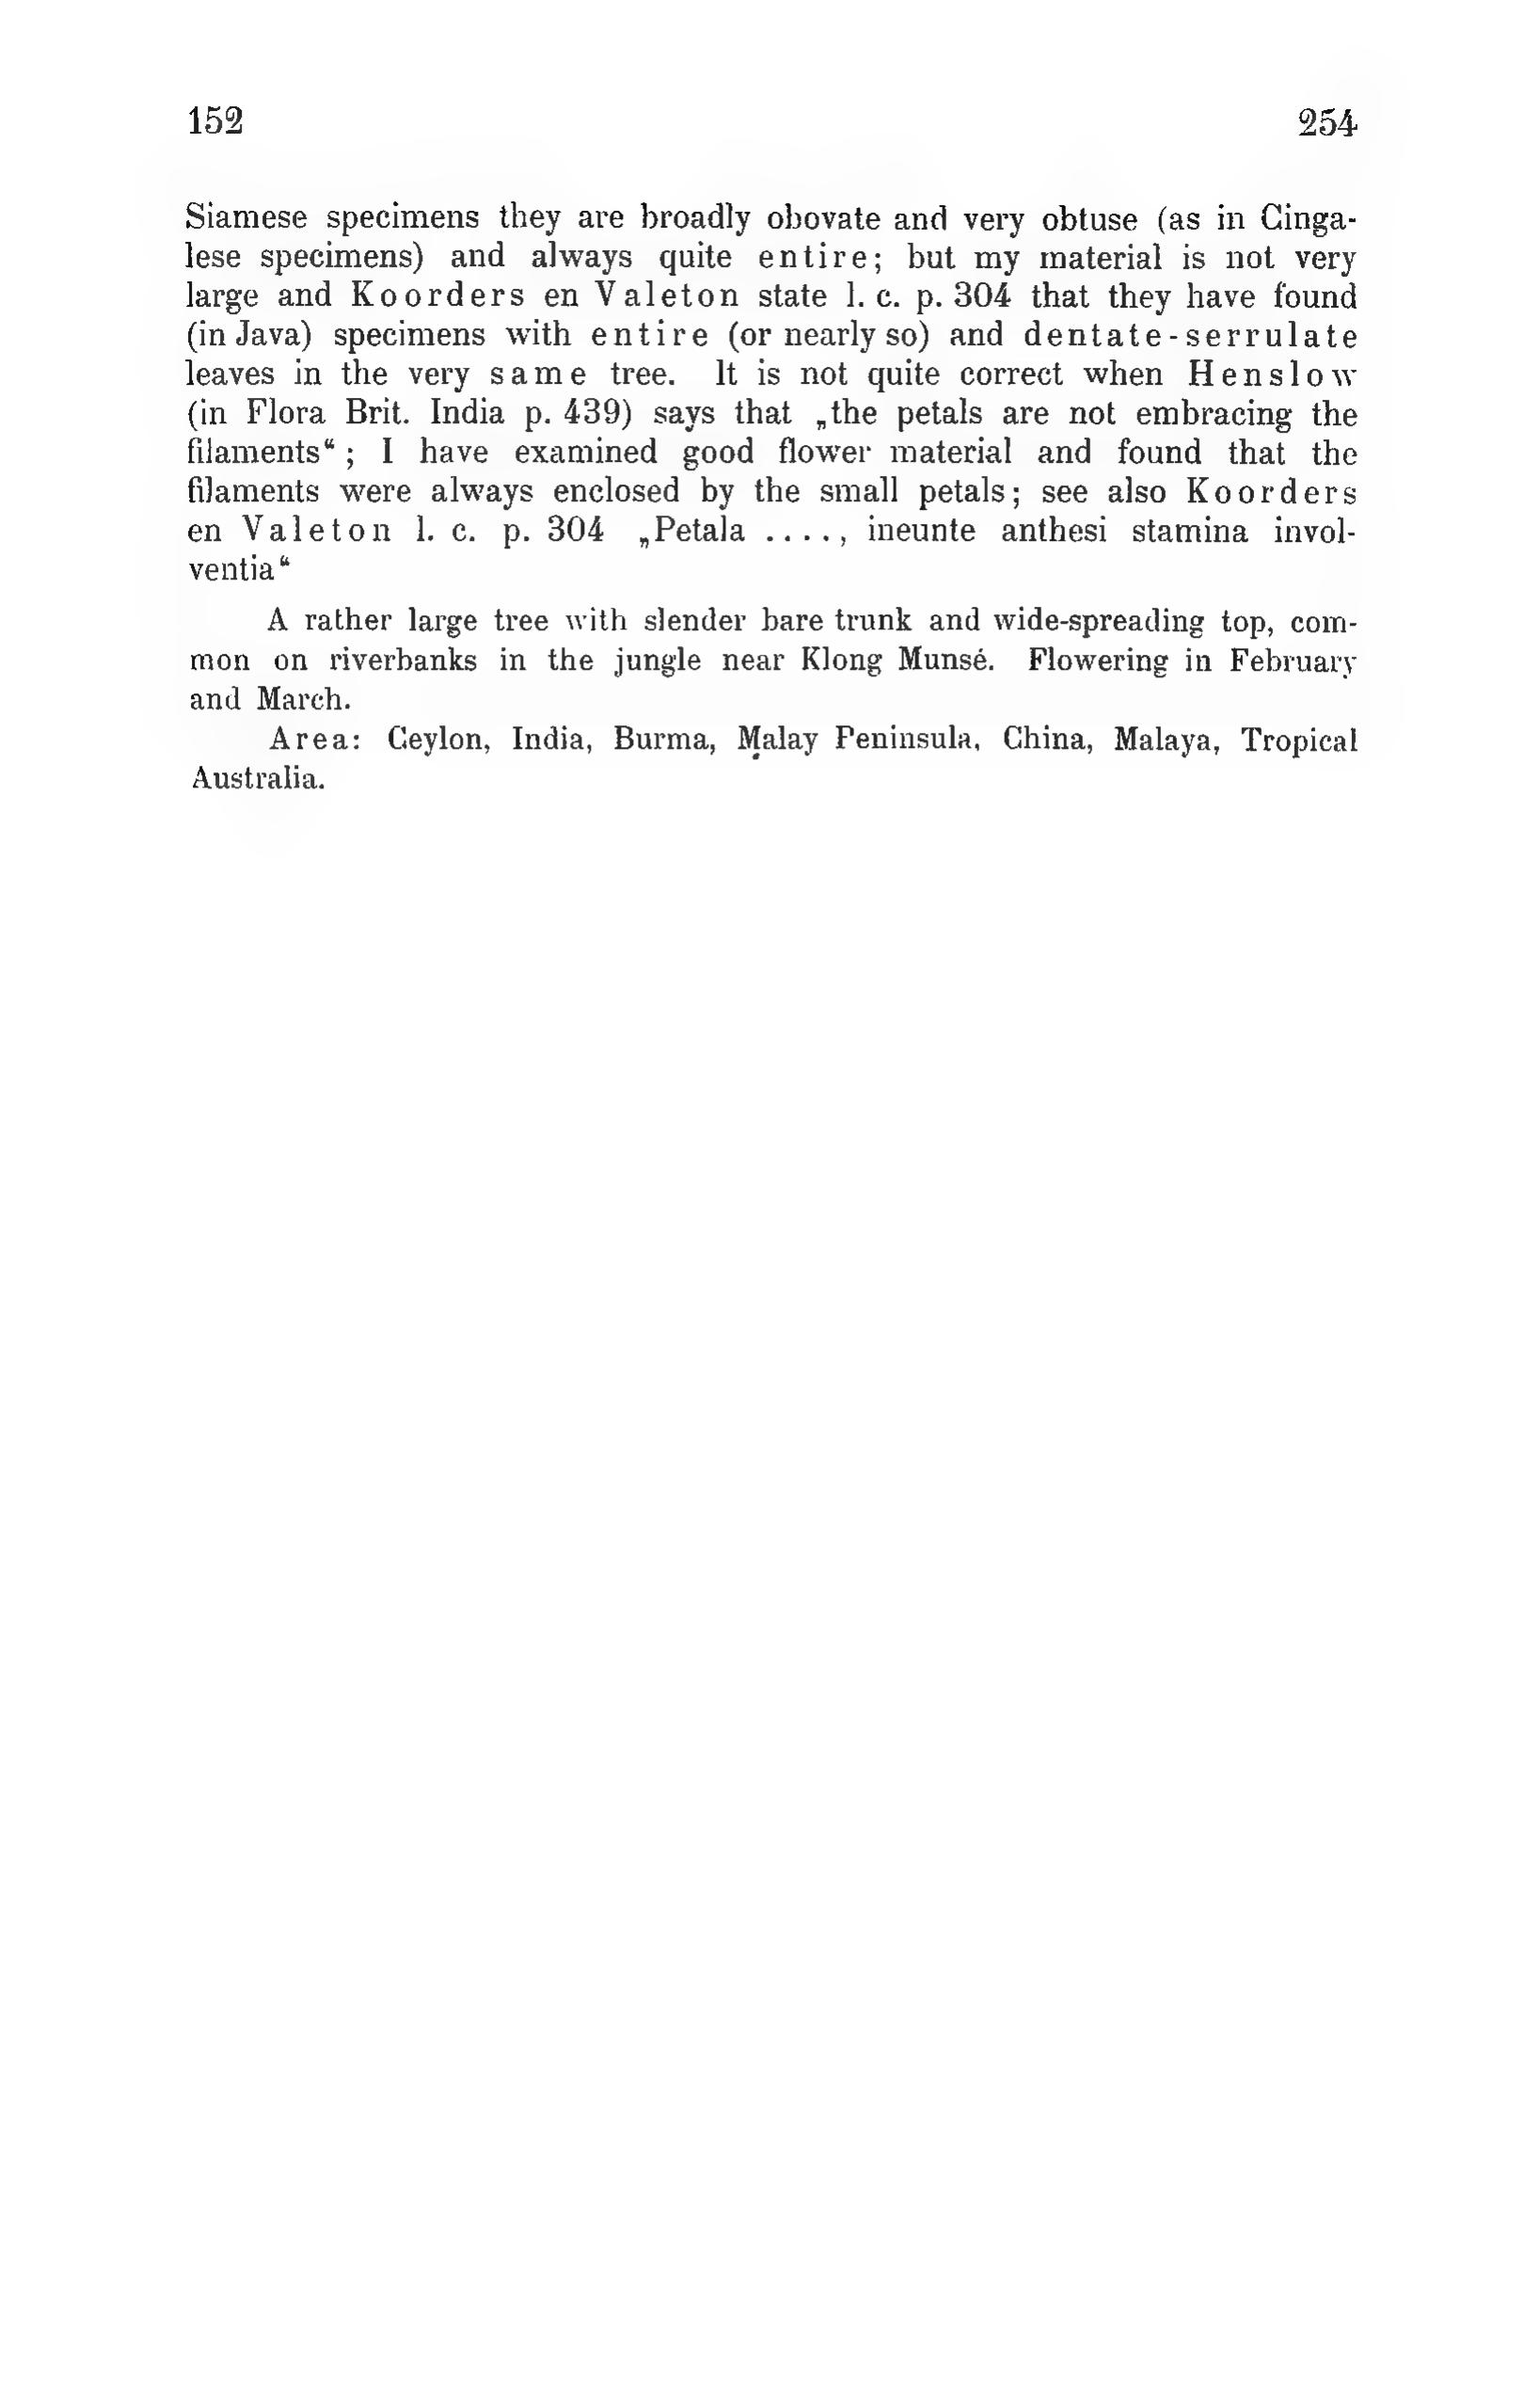 152 254
Siamese specimens they are broadly obovate and very obtuse (as in Cinga-
lese specimens) and always quite entire; but my material is not very
large and Koorders en Valeton state l. c. p. 304 that they have found
(in Java) specimens with entire (or nearly so) and dentate-serrulate
leaves in the very same tree. It is not quite correct when Henslow
(in Flora Brit. India p. 439) says that „the petals are not embracing the
filaments“; I have examined good flower material and found that the
filaments were always enclosed by the small petals; see also Koorders
en Valeton l. c. p. 304 „Petala ...., ineunte anthesi stamina invol-
ventia“
A rather large tree with slender bare trunk and wide-spreading top, com-
mon on riverbanks in the jungle near Klong Munsé. Flowering in February
and March.
Area: Ceylon, India, Burma, Malay Peninsula, China, Malaya, Tropical
Australia.